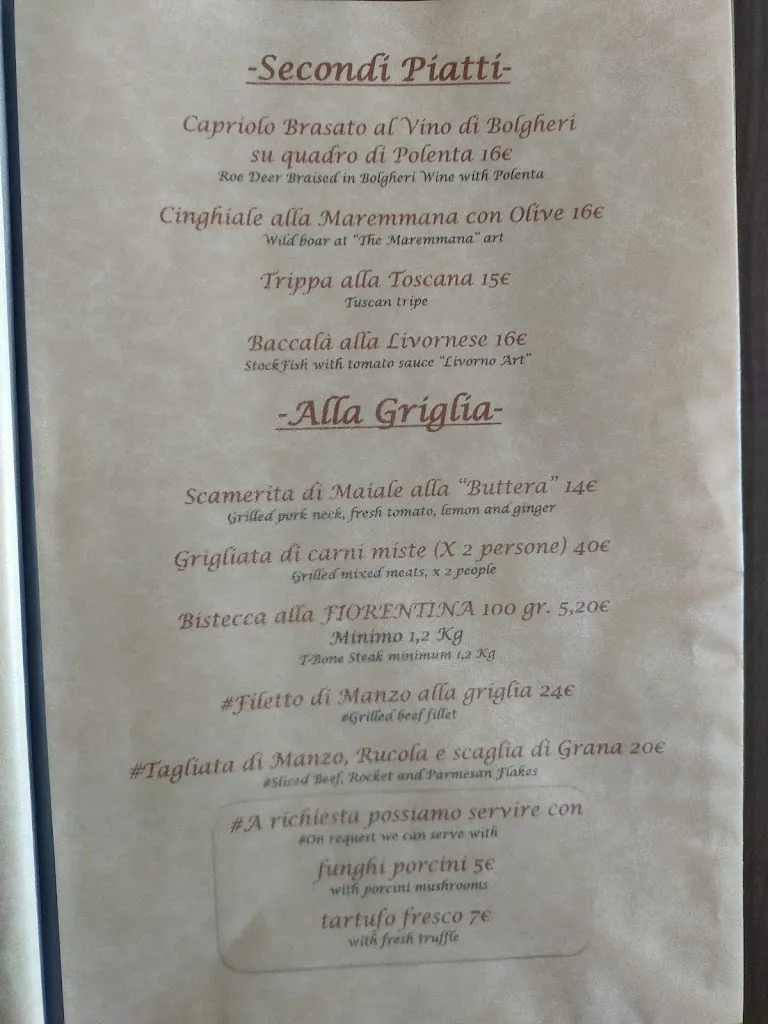 -Secondi Piatti-
Capriolo Brasato al Vino di Bolgheri
su quadro di Polenta 16€
Roe Deer Braised in Bolgheri Wine with Polenta
Cinghiale alla Maremmana con Olive 16€
Wild boar at "The Maremmana" art
Trippa alla Toscana 15€
Tuscan tripe
Baccalà alla Livornese 16€
StockFish with tomato sauce "Livorno Art"
-Alla Griglia-
Scamerita di Maiale alla "Buttera" 14€
Grilled pork neck, fresh tomato, lemon and ginger
Grigliata di carni miste (X 2 persone) 40€
Grilled mixed meats, x 2 people
Bistecca alla FIORENTINA 100 gr. 5,20€
Minimo 1,2 Kg
T-Bone Steak minimum 1,2 Kg
#Filetto di Manzo alla griglia 24€
#Grilled beef fillet
#Tagliata di Manzo, Rucola e scaglia di Grana 20€
#Sliced Beef, Rocket and Parmesan Flakes
#A richiesta possiamo servire con
#On request we can serve with
funghi porcini 5€
with porcini mushrooms
tartufo fresco 7€
with fresh truffle